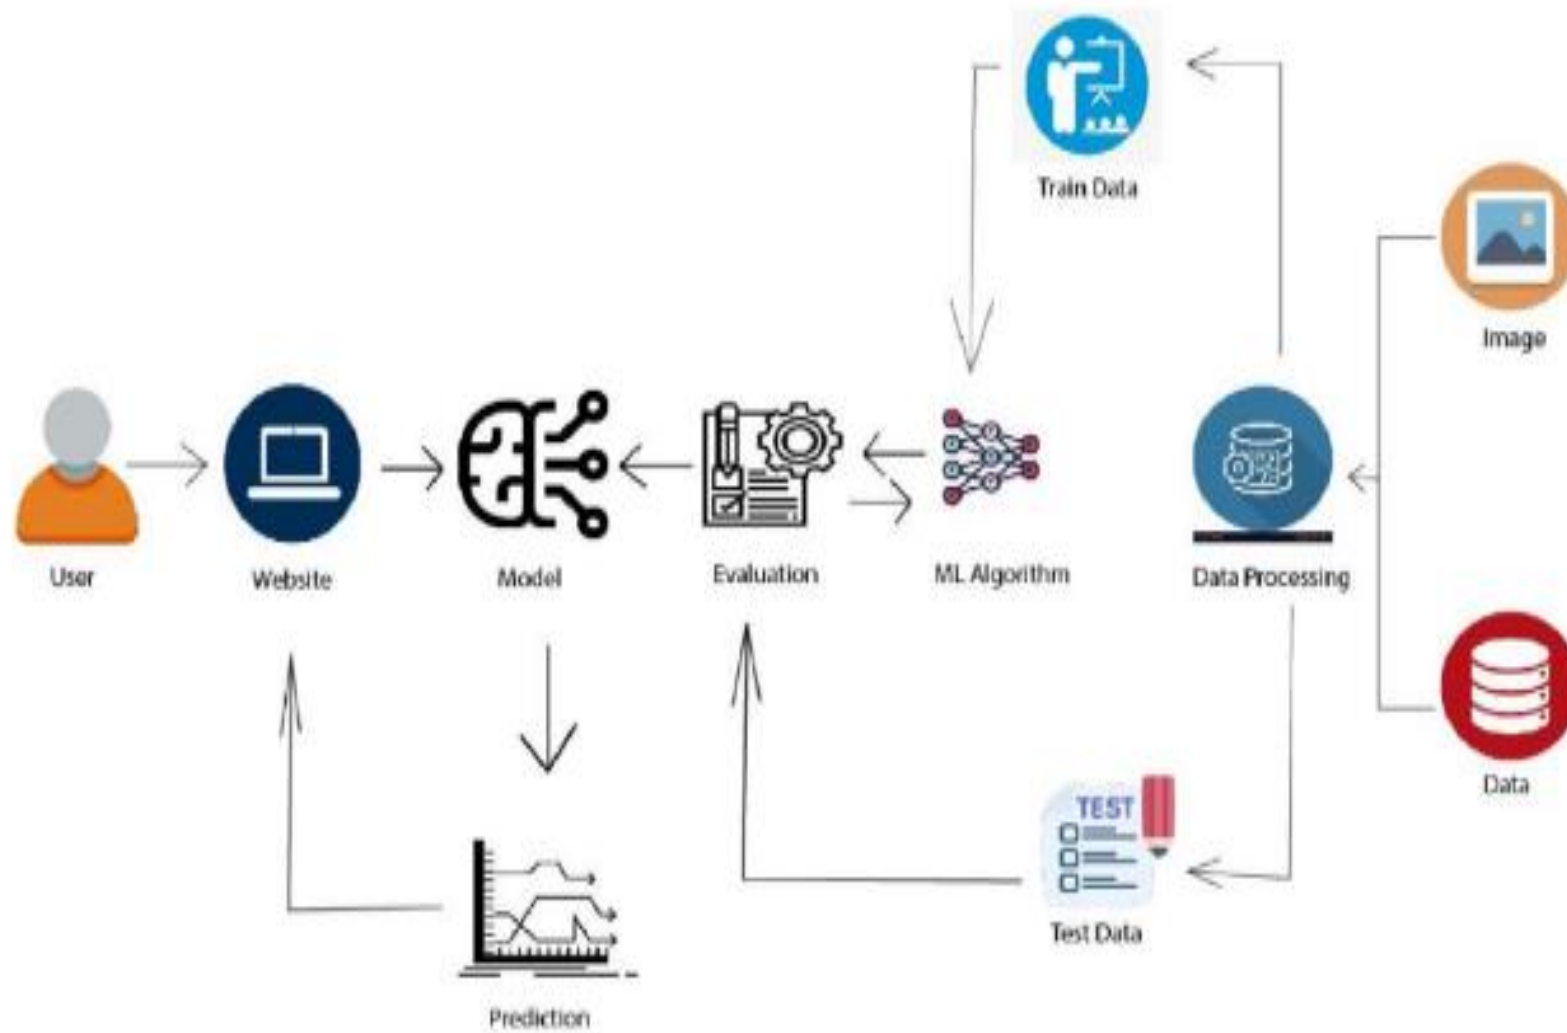 Train Data
Image
User
Website
Model
Evaluation
ML Algorithm
Data Processing
Data
TEST
Test Data
Prediction